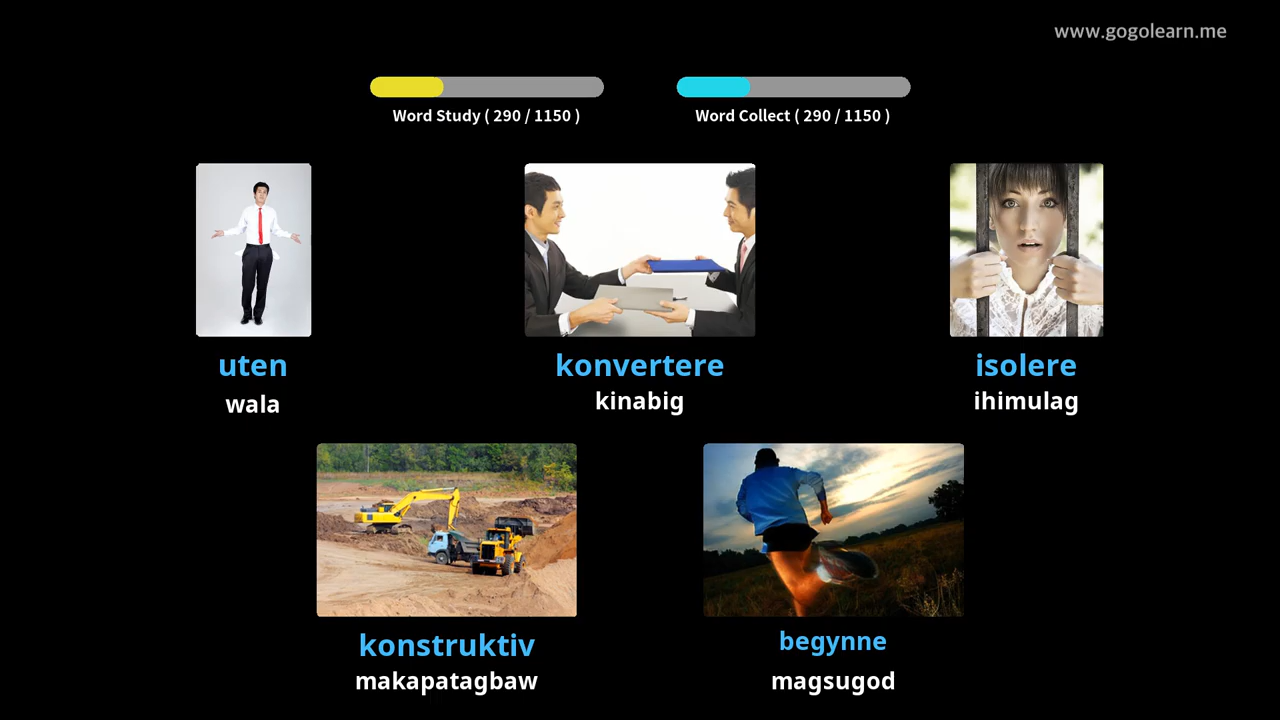 www.gogolearn.me
Word Study ( 290 / 1150 )
Word Collect ( 290 / 1150 )
uten
wala
konvertere
kinabig
isolere
ihimulag
konstruktiv
makapatagbaw
begynne
magsugod